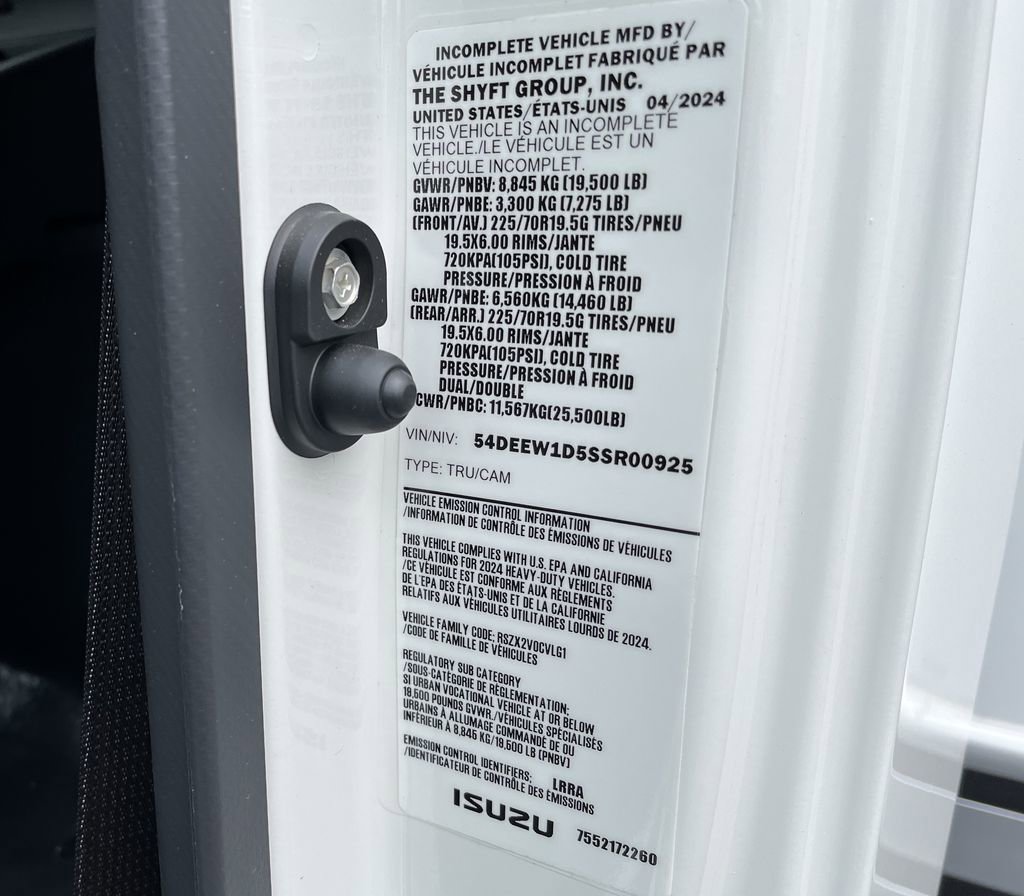 INCOMPLETE VEHICLE MFD BY/
VÉHICULE INCOMPLET FABRIQUÉ PAR
THE SHYFT GROUP, INC.
UNITED STATES/ÉTATS-UNIS 04/2024
THIS VEHICLE IS AN INCOMPLETE
VEHICLE./LE VÉHICULE EST UN
VÉHICULE INCOMPLET.
GVWR/PNBV: 8,845 KG (19,500 LB)
GAWR/PNBE: 3,300 KG (7,275 LB)
(FRONT/AV.) 225/70R19.5G TIRES/PNEU
19.5X6.00 RIMS/JANTE
720KPA(105PSI), COLD TIRE
PRESSURE/PRESSION À FROID
GAWR/PNBE: 6,560KG (14,460 LB)
(REAR/ARR.) 225/70R19.5G TIRES/PNEU
19.5X6.00 RIMS/JANTE
720KPA(105PSI), COLD TIRE
PRESSURE/PRESSION À FROID
DUAL/DOUBLE
CWR/PNBC: 11,567KG(25,500LB)
VIN/NIV: 54DEEW1D5SSR00925
TYPE: TRU/CAM
VEHICLE EMISSION CONTROL INFORMATION
/INFORMATION DE CONTRÔLE DES ÉMISSIONS DE VÉHICULES
THIS VEHICLE COMPLIES WITH U.S. EPA AND CALIFORNIA
REGULATIONS FOR 2024 HEAVY-DUTY VEHICLES.
/CE VÉHICULE EST CONFORME AUX RÈGLEMENTS
DE L'EPA DES ÉTATS-UNIS ET DE LA CALIFORNIE
RELATIFS AUX VÉHICULES UTILITAIRES LOURDS DE 2024.
VEHICLE FAMILY CODE: RSZX2VOCVLG1
/CODE DE FAMILLE DE VÉHICULES
REGULATORY SUB CATEGORY
/SOUS-CATÉGORIE DE RÉGLEMENTATION:
SI URBAN VOCATIONAL VEHICLE AT OR BELOW
19,500 POUNDS GVWR./VÉHICULES SPÉCIALISÉS
URBAINS À ALLUMAGE COMMANDÉ DE OU
INFÉRIEUR À 8,845 KG/19,500 LB (PNBV)
EMISSION CONTROL IDENTIFIERS: LRRA
/IDENTIFICATEUR DE CONTRÔLE DES ÉMISSIONS
ISUZU 7552172260